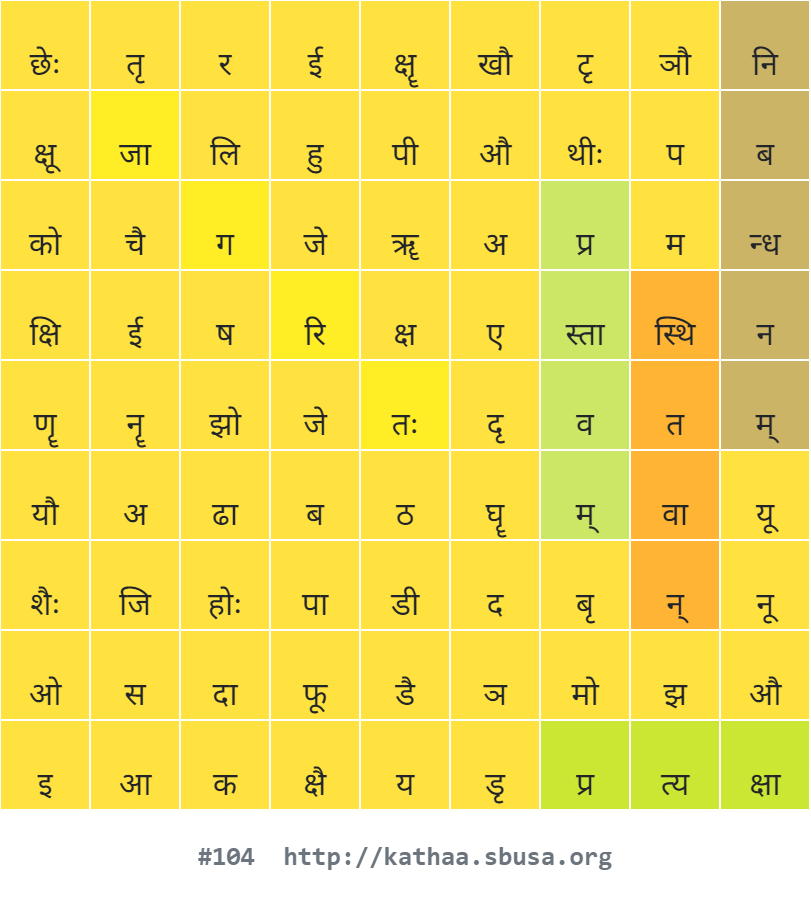 छेः तृ र ई क्षॄ खौ टृ ञौ नि
क्षू जा लि हु पी औ थीः प ब
को चै ग जे ॠ अ प्र म न्ध
क्षि ई ष रि क्ष ए स्ता स्थि न
णॄ नॄ झो जे तः दृ व त म्
यौ अ ढा ब ठ घॄ म् वा यू
शैः जि होः पा डी द बृ न् नू
ओ स दा फू डै ञ मो झ औ
इ आ क क्षै य डृ प्र त्य क्षा
#104 http://kathaa.sbusa.org